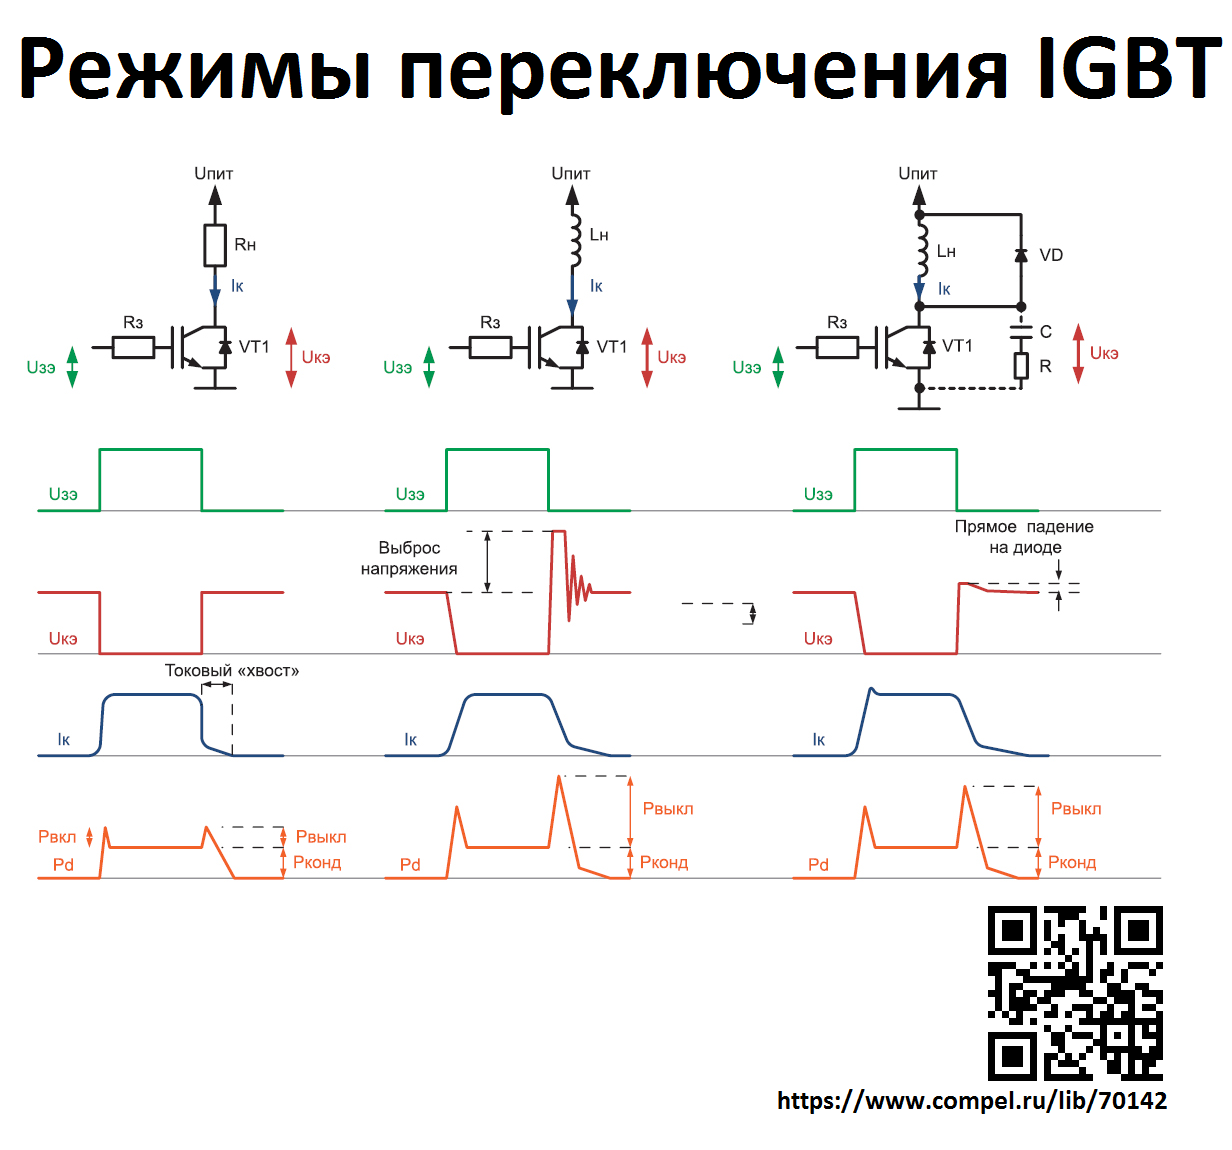 Режимы переключения IGBT
Uпит
Uпит
Uпит
Rн
Lн
Lн
VD
Iк
Iк
Iк
Rз
Rз
Rз
C
VT1
VT1
VT1
Uкэ
Uкэ
Uкэ
Uзэ
Uзэ
Uзэ
R
Uзэ
Uзэ
Uзэ
Прямое падение
на диоде
Выброс
напряжения
Uкэ
Uкэ
Uкэ
Токовый «хвост»
Iк
Iк
Iк
Pвыкл
Pвыкл
Pвкл
Pвыкл
Pd
Pконд
Pd
Pконд
Pd
Pконд
https://www.compel.ru/lib/70142